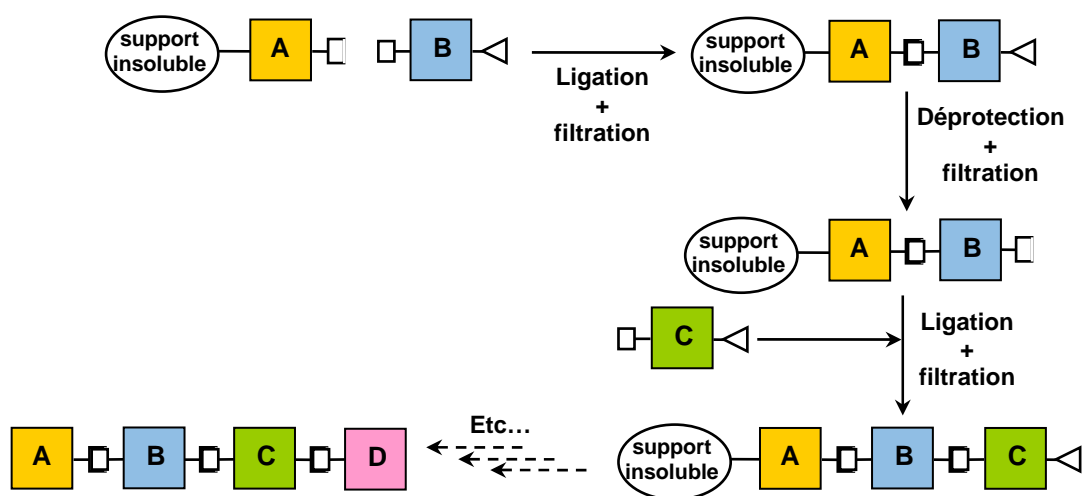 support
insoluble
A
B
Ligation
+
filtration
support
insoluble
A
B
Déprotection
+
filtration
support
insoluble
A
B
C
Ligation
+
filtration
support
insoluble
A
B
C
Etc...
A
B
C
D